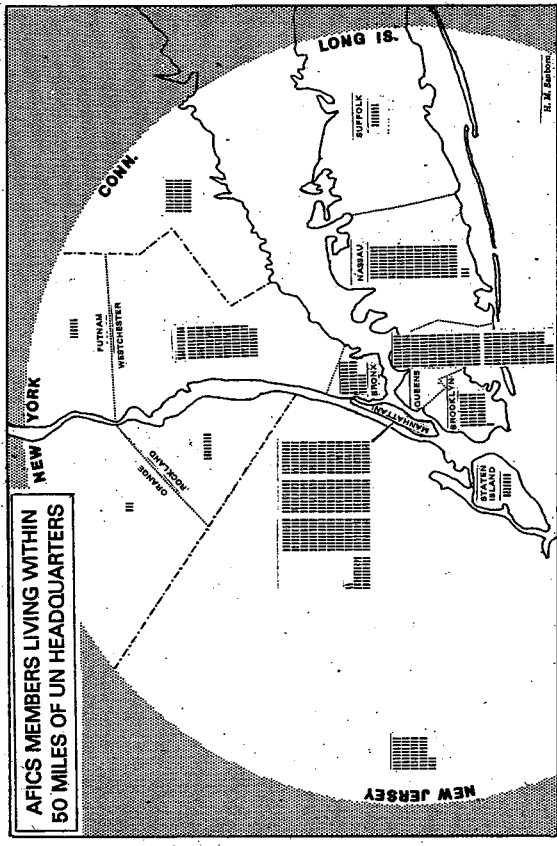 AFICS MEMBERS LIVING WITHIN
50 MILES OF UN HEADQUARTERS
NEW YORK
CONN.
LONG IS.
PUTNAM
WESTCHESTER
ORANGE
ROCKLAND
SUFFOLK
NASSAU
BRONX
QUEENS
MANHATTAN
BROOKLYN
STATEN
ISLAND
NEW JERSEY
H. M. Sanborn